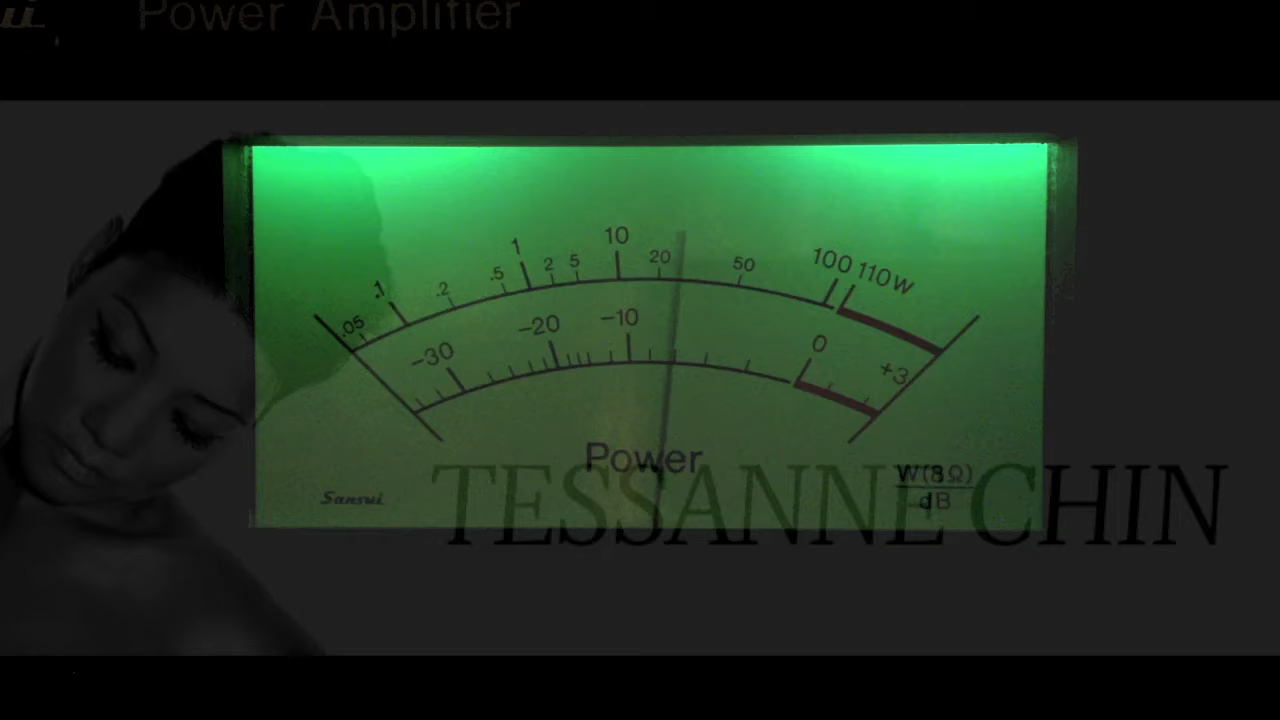 ui Power Amplifier
.05 .1 .2 .5 1 2 5 10 20 50 100 110W
-30 -20 -10 0 +3
Power
Sansui
W(8Ω)
dB
TESSANNE CHIN